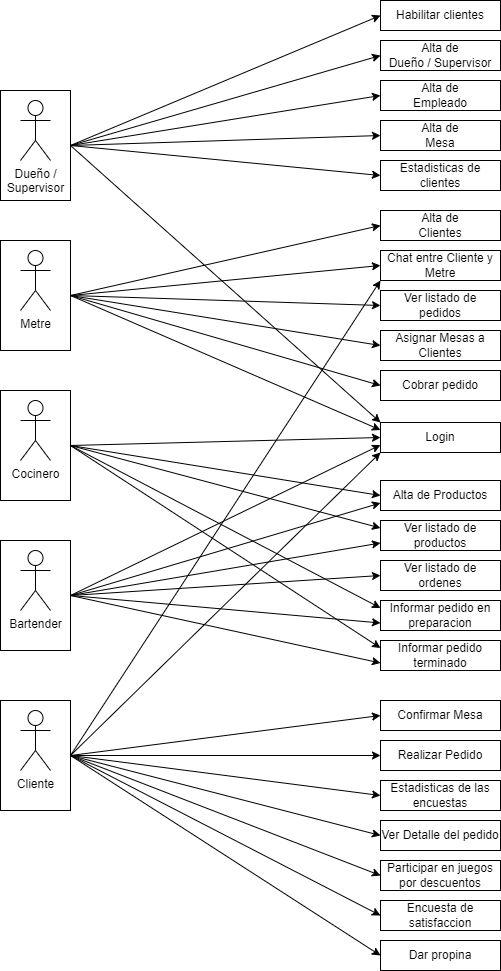 Habilitar clientes
Alta de
Dueño / Supervisor
Alta de
Empleado
Alta de
Mesa
Estadisticas de
clientes
Dueño /
Supervisor
Alta de
Clientes
Chat entre Cliente y
Metre
Ver listado de
pedidos
Asignar Mesas a
Clientes
Cobrar pedido
Metre
Login
Cocinero
Alta de Productos
Ver listado de
productos
Ver listado de
ordenes
Informar pedido en
preparacion
Informar pedido
terminado
Bartender
Confirmar Mesa
Realizar Pedido
Estadisticas de las
encuestas
Ver Detalle del pedido
Participar en juegos
por descuentos
Encuesta de
satisfaccion
Dar propina
Cliente